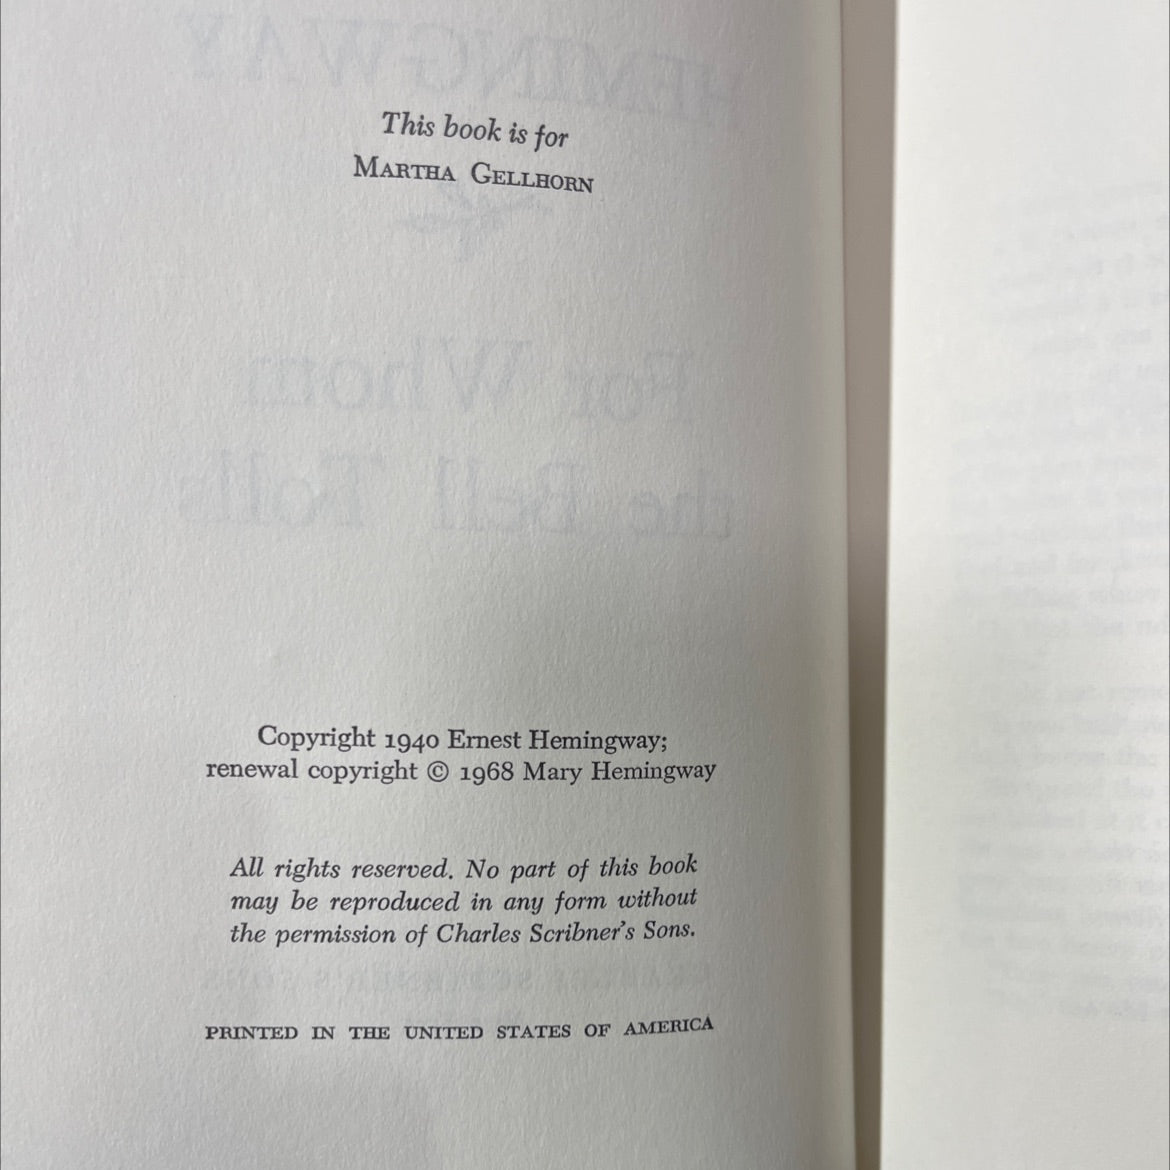 This book is for
MARTHA GELLHORN
Copyright 1940 Ernest Hemingway;
renewal copyright © 1968 Mary Hemingway
All rights reserved. No part of this book
may be reproduced in any form without
the permission of Charles Scribner's Sons.
PRINTED IN THE UNITED STATES OF AMERICA